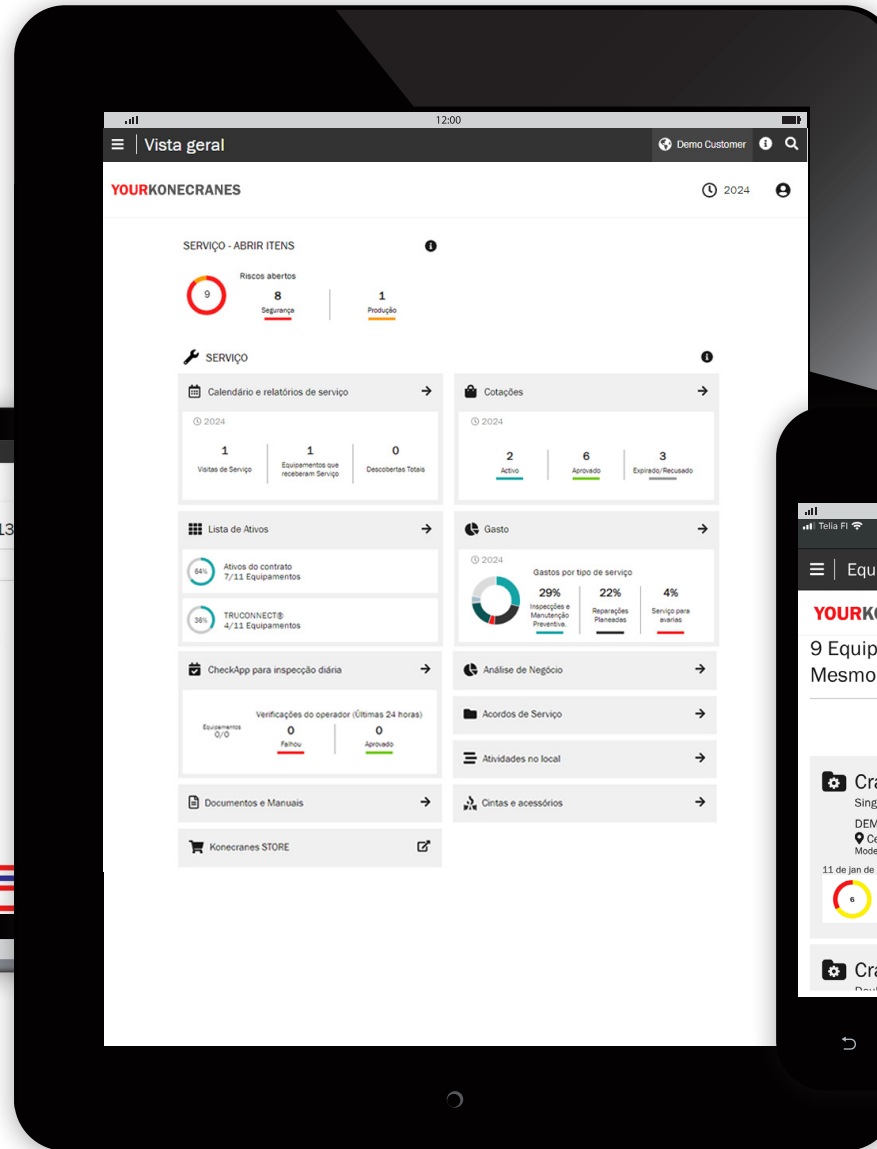 12:00
Vista geral
Demo Customer
YOURKONECRANES
2024
SERVIÇO - ABRIR ITENS
Riscos abertos
9
8
Segurança
1
Produção
SERVIÇO
Calendário e relatórios de serviço
2024
1
Visitas de Serviço
1
Equipamentos que
receberam Serviço
0
Descobertas Totais
Cotações
2024
2
Activo
6
Aprovado
3
Expirado/Recusado
Lista de Ativos
64%
Ativos do contrato
7/11 Equipamentos
36%
TRUCONNECT®
4/11 Equipamentos
Gasto
2024
Gastos por tipo de serviço
29%
Inspecções e
Manutenção
Preventiva.
22%
Reparações
Planeadas
4%
Serviço para
avarias
CheckApp para inspecção diária
Verificações do operador (Últimas 24 horas)
Equipamentos
0/0
0
Falhou
0
Aprovado
Análise de Negócio
Acordos de Serviço
Atividades no local
Documentos e Manuais
Cintas e acessórios
Konecranes STORE
13
Telia FI
Equ
YOURKO
9 Equip
Mesmo
Cra
Sing
DEM
Ce
Mode
11 de jan de
6
Cra